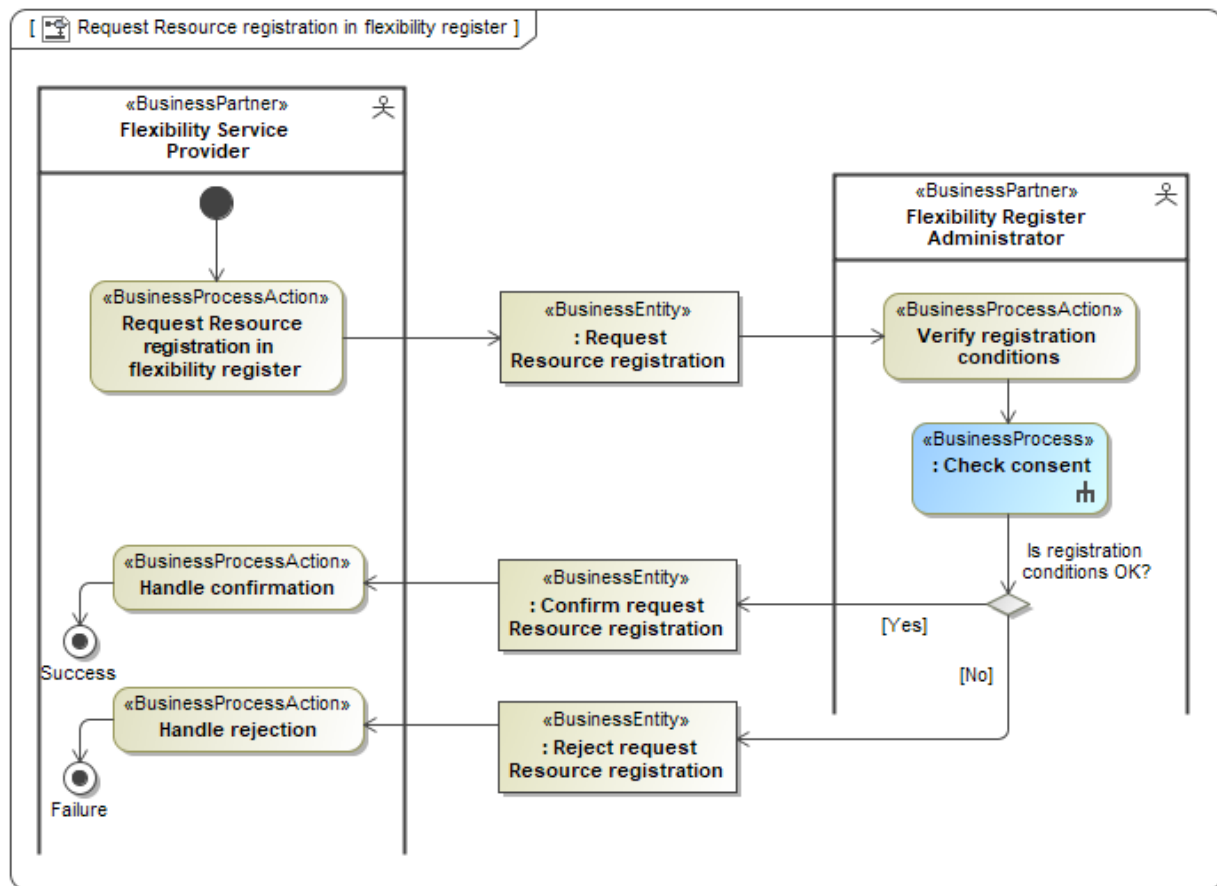 [ Request Resource registration in flexibility register ]
«BusinessPartner»
Flexibility Service
Provider
«BusinessPartner»
Flexibility Register
Administrator
«BusinessProcessAction»
Request Resource
registration in
flexibility register
«BusinessEntity»
: Request
Resource registration
«BusinessProcessAction»
Verify registration
conditions
«BusinessProcess»
: Check consent
Is registration
conditions OK?
[Yes]
[No]
«BusinessProcessAction»
Handle confirmation
«BusinessEntity»
: Confirm request
Resource registration
Success
«BusinessProcessAction»
Handle rejection
«BusinessEntity»
: Reject request
Resource registration
Failure